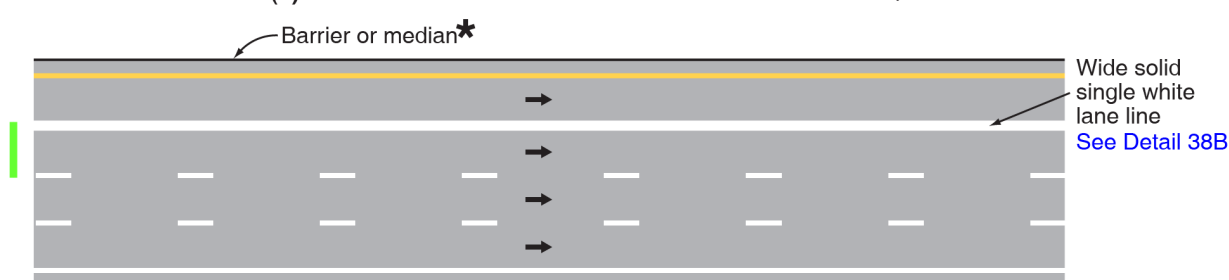 Barrier or median*
Wide solid
single white
lane line
See Detail 38B